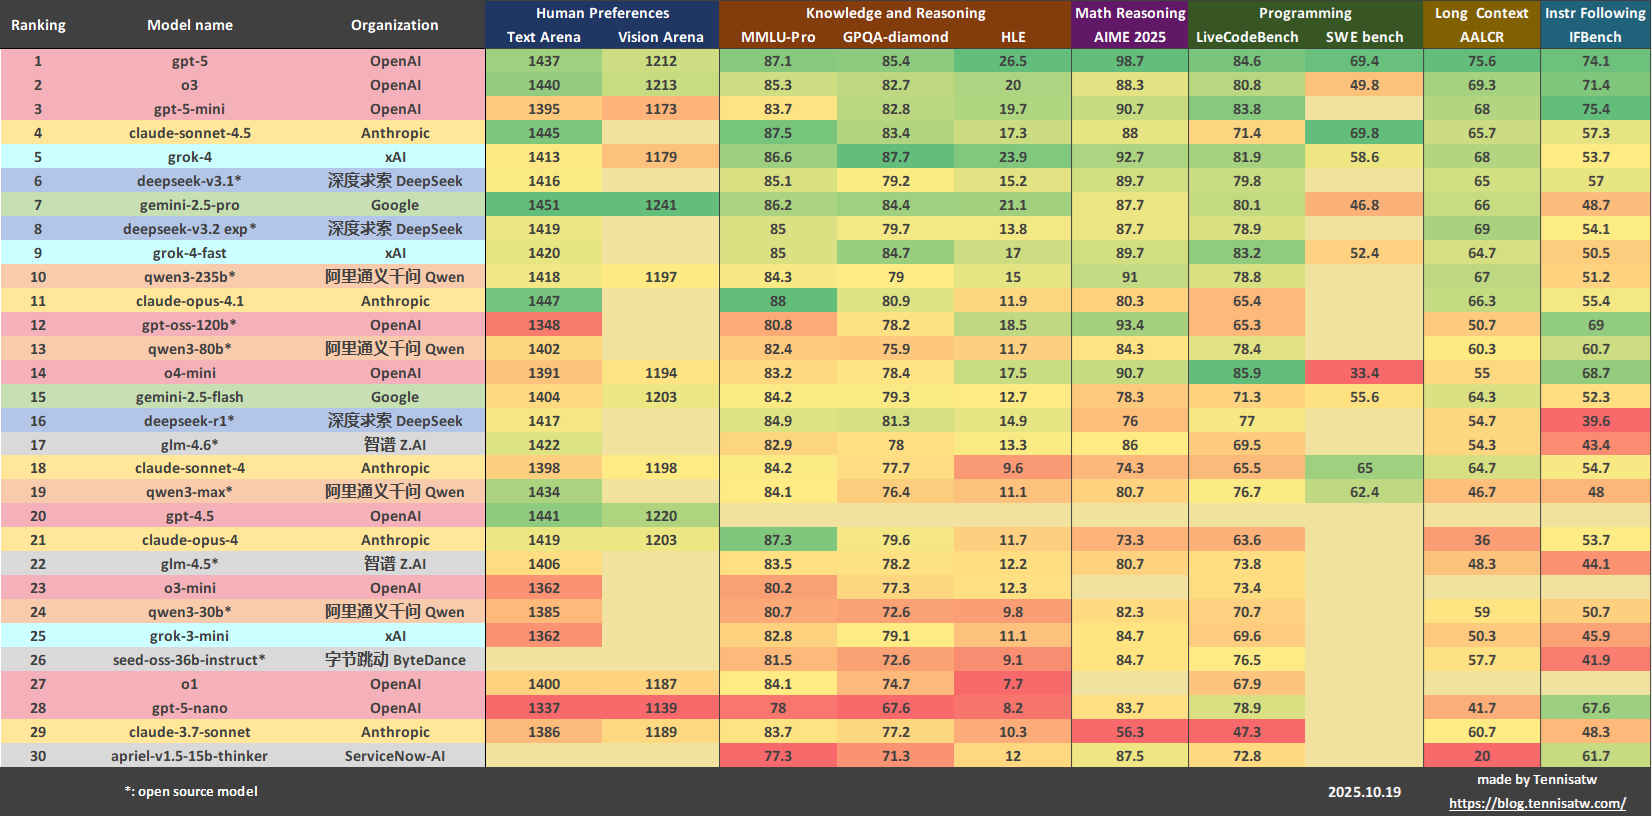 Ranking Model name Organization Human Preferences Knowledge and Reasoning Math Reasoning Programming Long Context Instr Following
Text Arena Vision Arena MMLU-Pro GPQA-diamond HLE AIME 2025 LiveCodeBench SWE bench AALCR IFBench
1 gpt-5 OpenAI 1437 1212 87.1 85.4 26.5 98.7 84.6 69.4 75.6 74.1
2 o3 OpenAI 1440 1213 85.3 82.7 20 88.3 80.8 49.8 69.3 71.4
3 gpt-5-mini OpenAI 1395 1173 83.7 82.8 19.7 90.7 83.8 68 75.4
4 claude-sonnet-4.5 Anthropic 1445 87.5 83.4 17.3 88 71.4 69.8 65.7 57.3
5 grok-4 xAI 1413 1179 86.6 87.7 23.9 92.7 81.9 58.6 68 53.7
6 deepseek-v3.1* 深度求索 DeepSeek 1416 85.1 79.2 15.2 89.7 79.8 65 57
7 gemini-2.5-pro Google 1451 1241 86.2 84.4 21.1 87.7 80.1 46.8 66 48.7
8 deepseek-v3.2 exp* 深度求索 DeepSeek 1419 85 79.7 13.8 87.7 78.9 69 54.1
9 grok-4-fast xAI 1420 85 84.7 17 89.7 83.2 52.4 64.7 50.5
10 qwen3-235b* 阿里通义千问 Qwen 1418 1197 84.3 79 15 91 78.8 67 51.2
11 claude-opus-4.1 Anthropic 1447 88 80.9 11.9 80.3 65.4 66.3 55.4
12 gpt-oss-120b* OpenAI 1348 80.8 78.2 18.5 93.4 65.3 50.7 69
13 qwen3-80b* 阿里通义千问 Qwen 1402 82.4 75.9 11.7 84.3 78.4 60.3 60.7
14 o4-mini OpenAI 1391 1194 83.2 78.4 17.5 90.7 85.9 33.4 55 68.7
15 gemini-2.5-flash Google 1404 1203 84.2 79.3 12.7 78.3 71.3 55.6 64.3 52.3
16 deepseek-r1* 深度求索 DeepSeek 1417 84.9 81.3 14.9 76 77 54.7 39.6
17 glm-4.6* 智谱 Z.AI 1422 82.9 78 13.3 86 69.5 54.3 43.4
18 claude-sonnet-4 Anthropic 1398 1198 84.2 77.7 9.6 74.3 65.5 65 64.7 54.7
19 qwen3-max* 阿里通义千问 Qwen 1434 84.1 76.4 11.1 80.7 76.7 62.4 46.7 48
20 gpt-4.5 OpenAI 1441 1220
21 claude-opus-4 Anthropic 1419 1203 87.3 79.6 11.7 73.3 63.6 36 53.7
22 glm-4.5* 智谱 Z.AI 1406 83.5 78.2 12.2 80.7 73.8 48.3 44.1
23 o3-mini OpenAI 1362 80.2 77.3 12.3 73.4
24 qwen3-30b* 阿里通义千问 Qwen 1385 80.7 72.6 9.8 82.3 70.7 59 50.7
25 grok-3-mini xAI 1362 82.8 79.1 11.1 84.7 69.6 50.3 45.9
26 seed-oss-36b-instruct* 字节跳动 ByteDance 81.5 72.6 9.1 84.7 76.5 57.7 41.9
27 o1 OpenAI 1400 1187 84.1 74.7 7.7 67.9
28 gpt-5-nano OpenAI 1337 1139 78 67.6 8.2 83.7 78.9 41.7 67.6
29 claude-3.7-sonnet Anthropic 1386 1189 83.7 77.2 10.3 56.3 47.3 60.7 48.3
30 apriel-v1.5-15b-thinker ServiceNow-AI 77.3 71.3 12 87.5 72.8 20 61.7
*: open source model 2025.10.19 made by Tennisatw
https://blog.tennisatw.com/